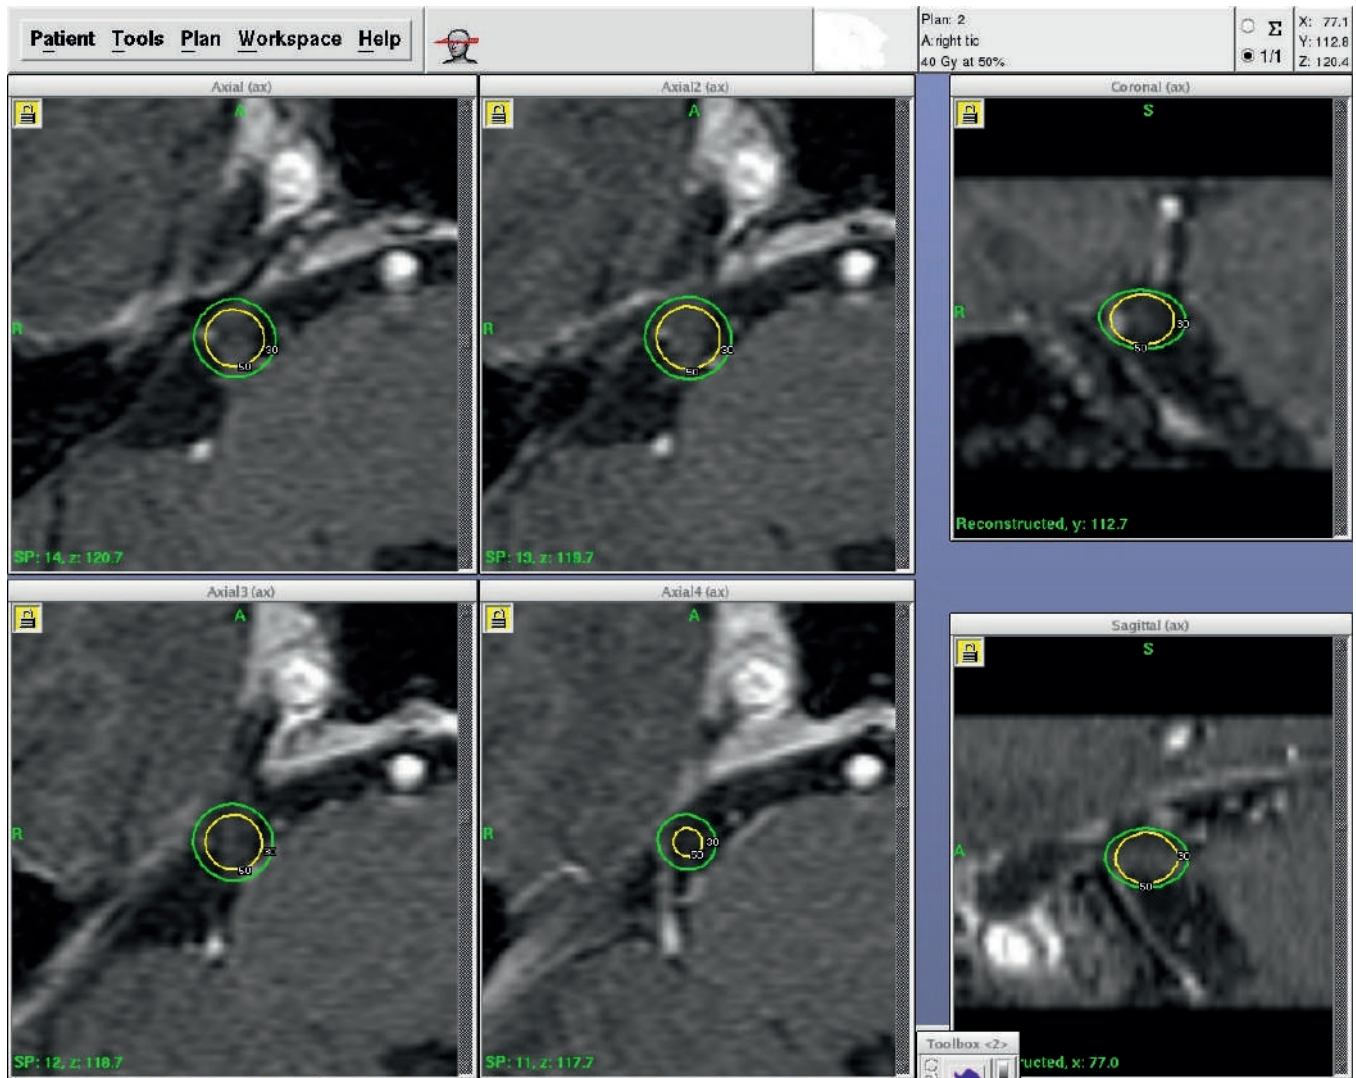 Patient Tools Plan Workspace Help
Plan: 2
A: right tic
40 Gy at 50%
Σ
1/1
X: 77.1
Y: 112.8
Z: 120.4
Axial (ax)
A
R
30
50
SP: 14, z: 120.7
Axial2 (ax)
A
R
30
50
SP: 13, z: 119.7
Coronal (ax)
S
R
30
50
Reconstructed, y: 112.7
Axial3 (ax)
A
R
30
50
SP: 12, z: 118.7
Axial4 (ax)
A
R
30
50
SP: 11, z: 117.7
Sagittal (ax)
S
A
30
50
ucted, x: 77.0
Toolbox <2>